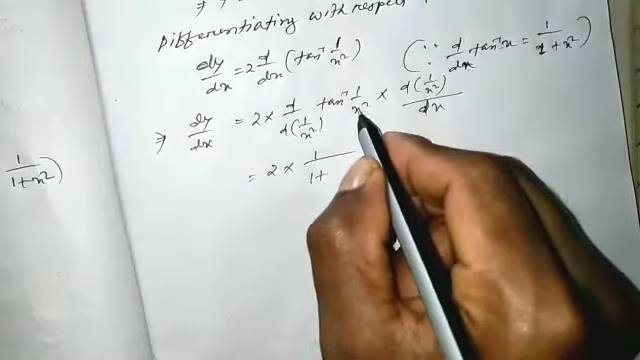 Differentiating with respect
dy/dx = 2 d/dx (tan⁻¹ 1/x²) (∵ d/dx tan⁻¹x = 1/1+x²)
⇒ dy/dx = 2 × d/d(1/x²) tan⁻¹ 1/x² × d(1/x²)/dx
1/1+x²)
= 2 × 1/1+